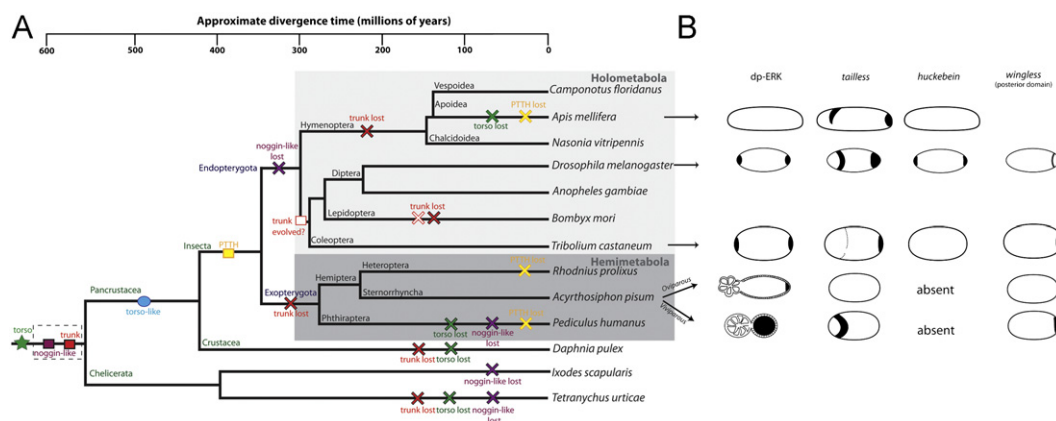 A
Approximate divergence time (millions of years)
600
400
300
200
100
0
B
dp-ERK
tailless
huckebein
wingless
(posterior domain)
Holometabola
Vespoidea
Camponotus floridanus
Apoidea
PTTH lost
trunk lost
Hymenoptera
torso lost
Apis mellifera
Chalcidoidea
Nasonia vitripennis
noggin-like
lost
Endopterygota
Drosophila melanogaster
Diptera
Anopheles gambiae
trunk lost
Lepidoptera
Bombyx mori
trunk
evolved?
Coleoptera
Tribolium castaneum
Insecta
PTTH
Hemimetabola
Heteroptera
Rhodnius prolixus
Hemiptera
Sternorrhyncha
Acyrthosiphon pisum
Oviparous
Viviparous
absent
absent
Exopterygota
trunk lost
Phthiraptera
Pediculus humanus
torso lost
noggin-like
lost
Pancrustacea
torso-like
torso
trunk
noggin-like
Crustacea
Daphnia pulex
trunk lost
torso lost
Chelicerata
Ixodes scapularis
noggin-like lost
Tetranychus urticae
trunk lost
torso lost
noggin-like
lost